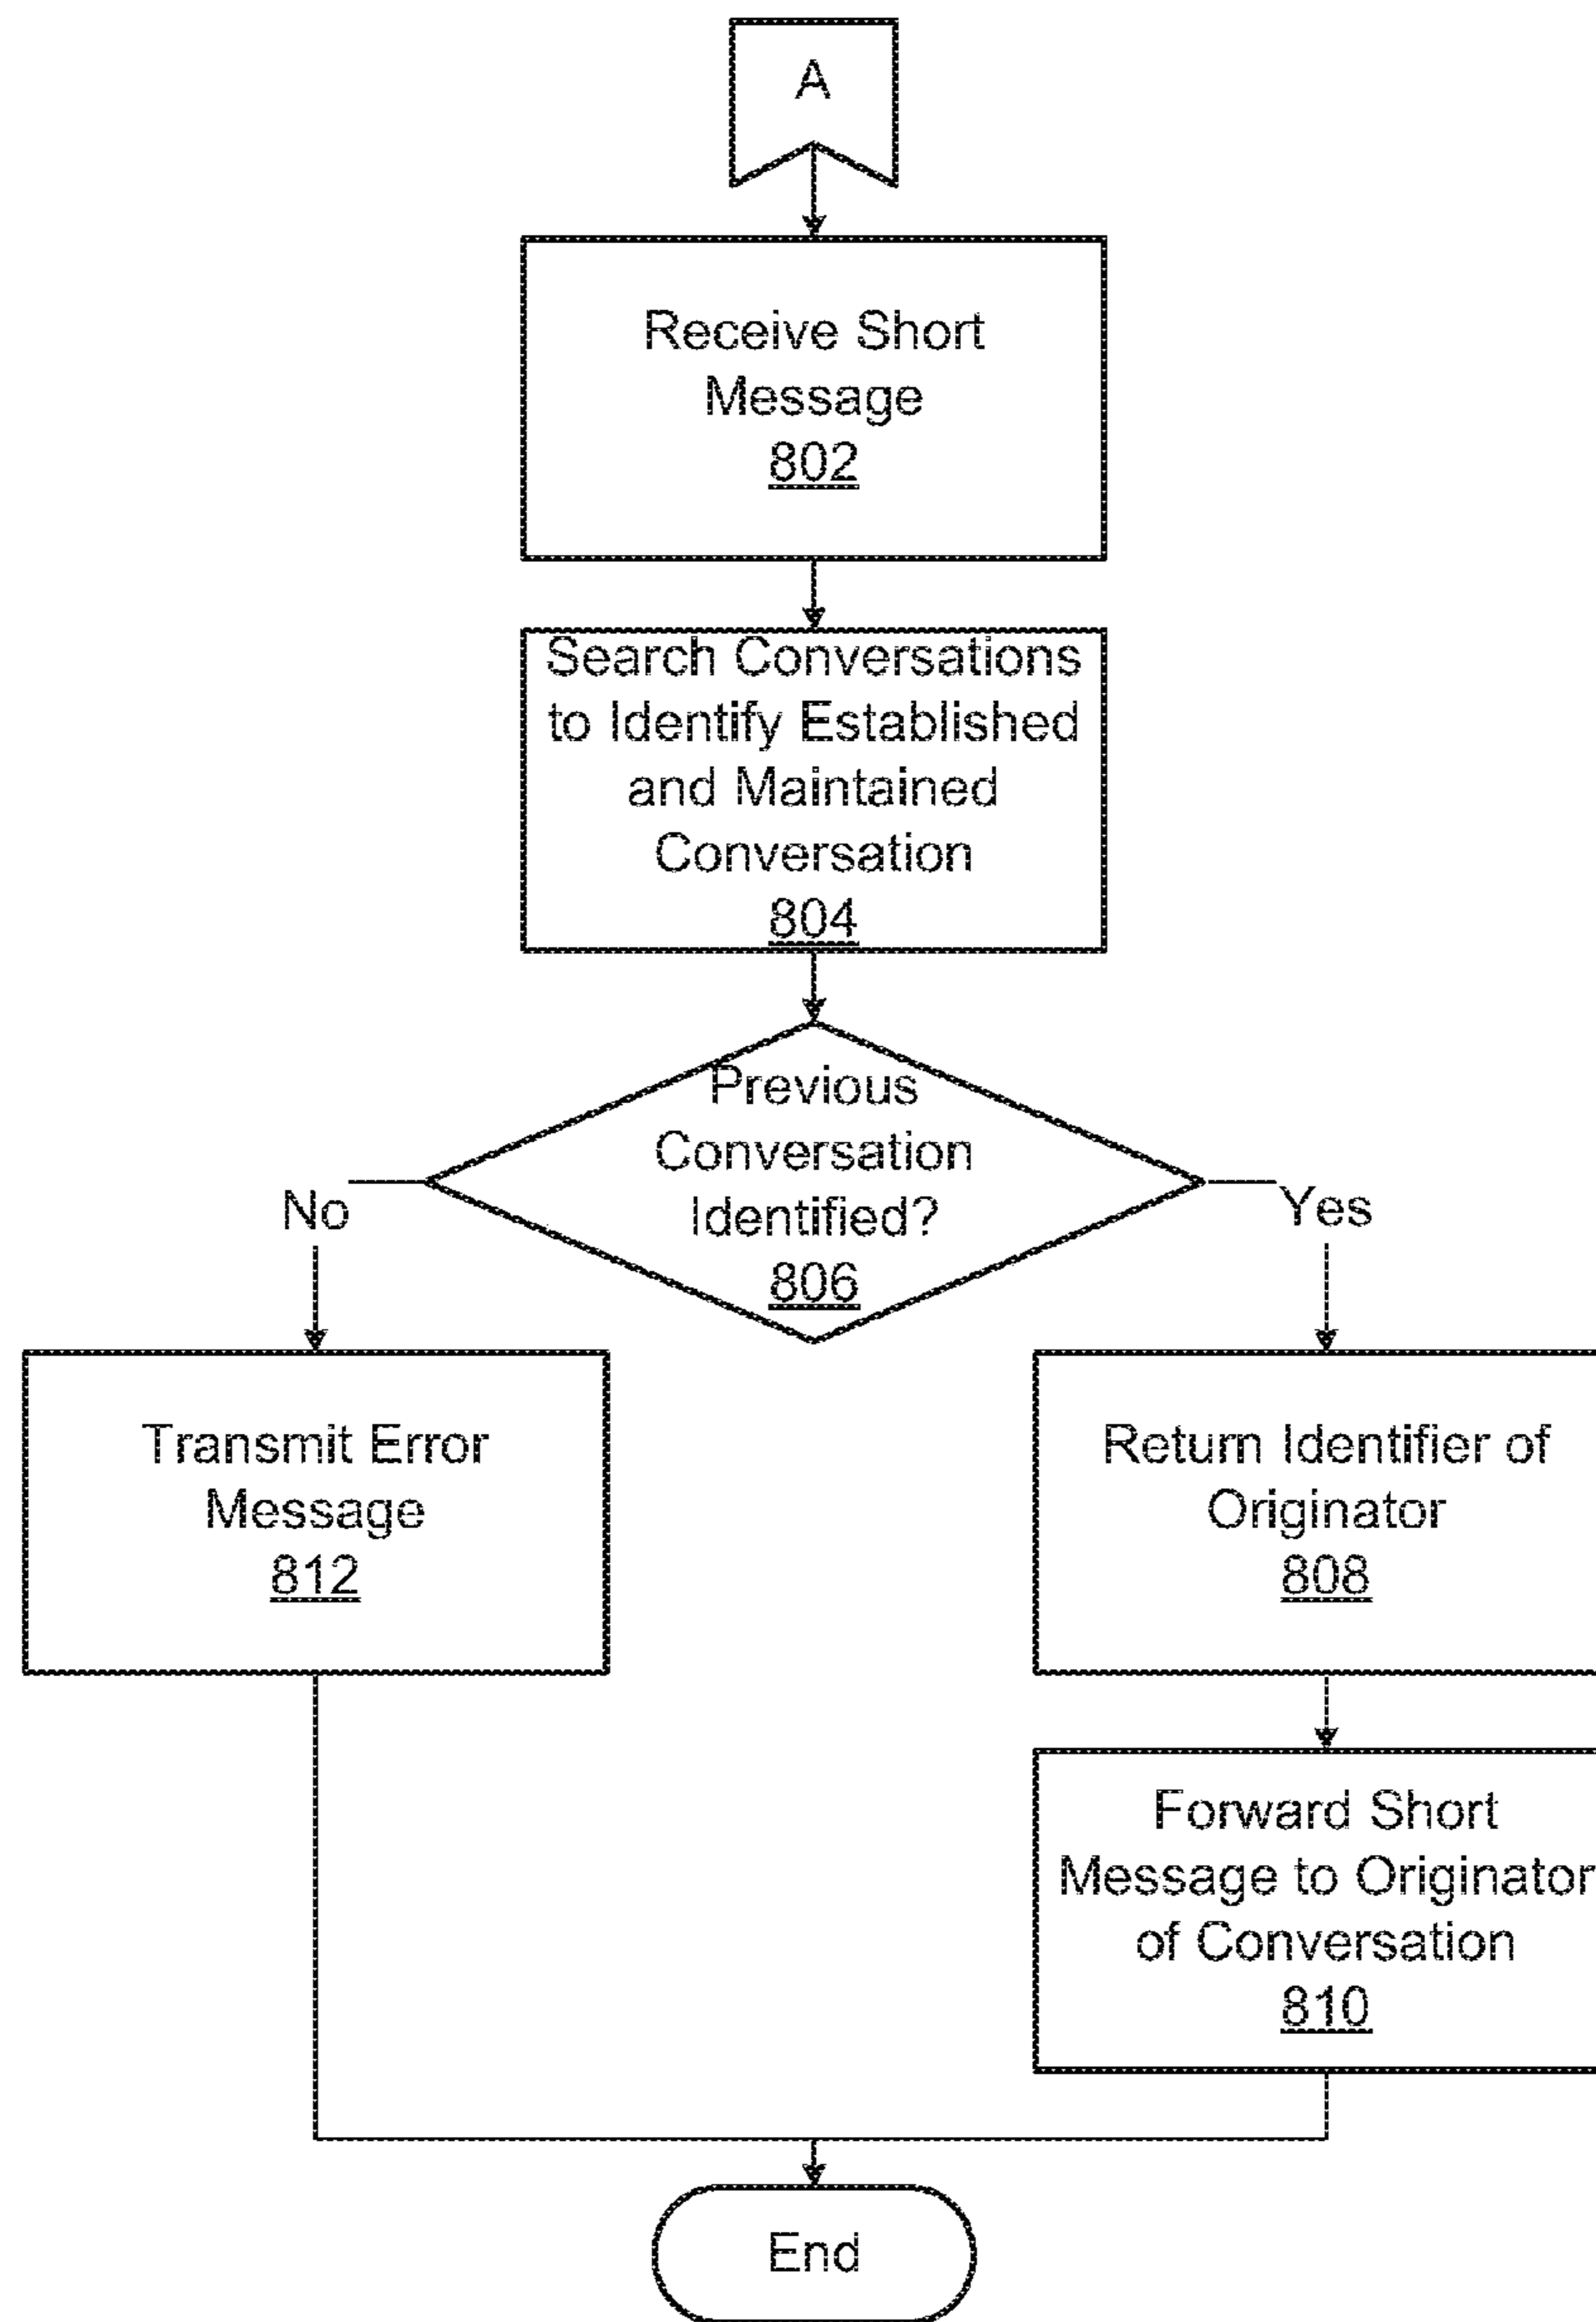 A
Receive Short
Message
802
Search Conversations
to Identify Established
and Maintained
Conversation
804
Previous
Conversation
Identified?
806
No
Yes
Transmit Error
Message
812
Return Identifier of
Originator
808
Forward Short
Message to Originator
of Conversation
810
End